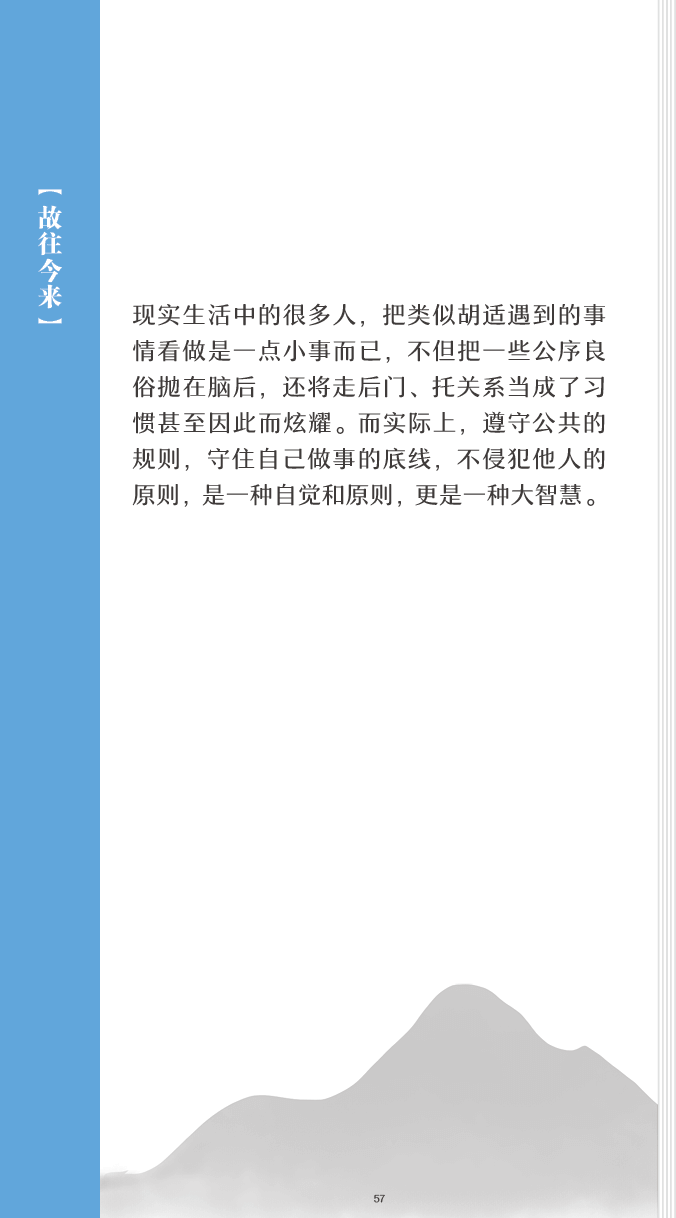 【故往今来】
现实生活中的很多人，把类似胡适遇到的事
情看做是一点小事而已，不但把一些公序良
俗抛在脑后，还将走后门、托关系当成了习
惯甚至因此而炫耀。而实际上，遵守公共的
规则，守住自己做事的底线，不侵犯他人的
原则，是一种自觉和原则，更是一种大智慧。
57